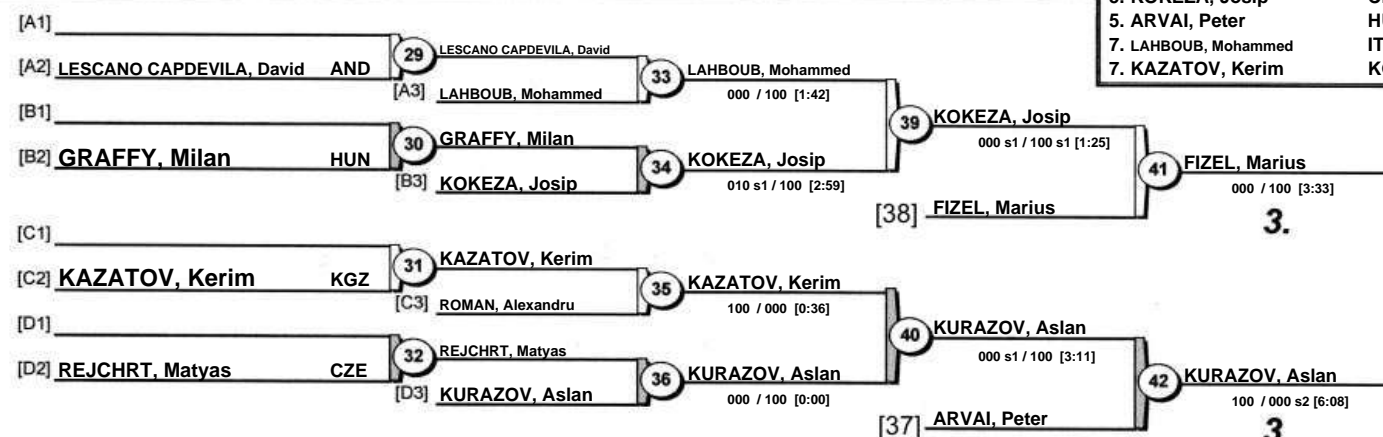 5. ARVAI, Peter HU
7. LAHBOUB, Mohammed IT
7. KAZATOV, Kerim
[A1]
[A2] LESCANO CAPDEVILA, David AND
29
LESCANO CAPDEVILA, David
[A3] LAHBOUB, Mohammed
33
LAHBOUB, Mohammed
000 / 100 [1:42]
[B1]
[B2] GRAFFY, Milan HUN
30
GRAFFY, Milan
[B3] KOKEZA, Josip
34
KOKEZA, Josip
010 s1 / 100 [2:59]
39
KOKEZA, Josip
000 s1 / 100 s1 [1:25]
[38] FIZEL, Marius
41
FIZEL, Marius
000 / 100 [3:33]
3.
[C1]
[C2] KAZATOV, Kerim KGZ
31
KAZATOV, Kerim
[C3] ROMAN, Alexandru
35
KAZATOV, Kerim
100 / 000 [0:36]
[D1]
[D2] REJCHRT, Matyas CZE
32
REJCHRT, Matyas
[D3] KURAZOV, Aslan
36
KURAZOV, Aslan
000 / 100 [0:00]
40
KURAZOV, Aslan
000 s1 / 100 [3:11]
[37] ARVAI, Peter
42
KURAZOV, Aslan
100 / 000 s2 [6:08]
3